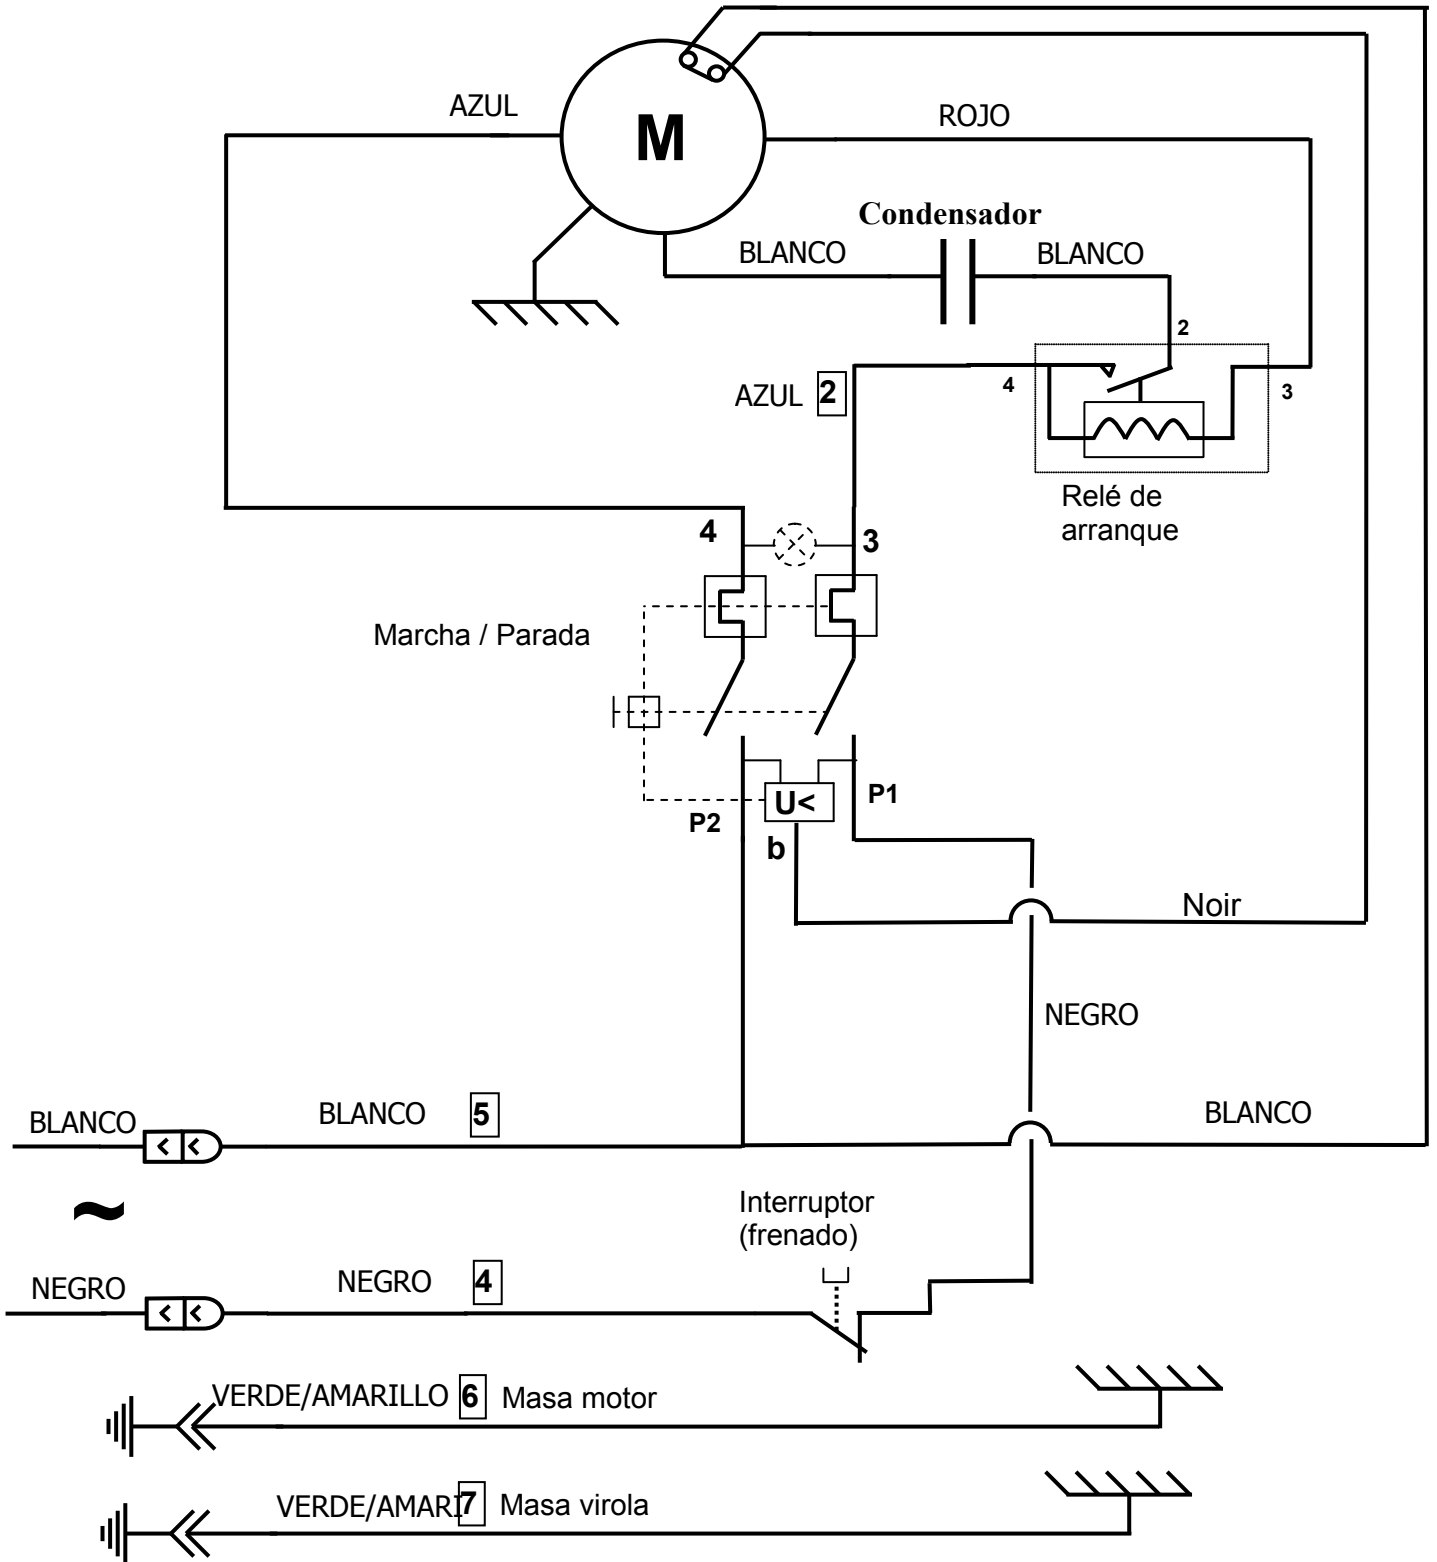 AZUL
M
ROJO
Condensador
BLANCO
BLANCO
2
AZUL 2
4
3
Relé de
arranque
4
3
Marcha / Parada
U<
P1
P2
b
Noir
NEGRO
BLANCO
BLANCO 5
BLANCO
~
Interruptor
(frenado)
NEGRO
NEGRO 4
VERDE/AMARILLO 6 Masa motor
VERDE/AMARI 7 Masa virola